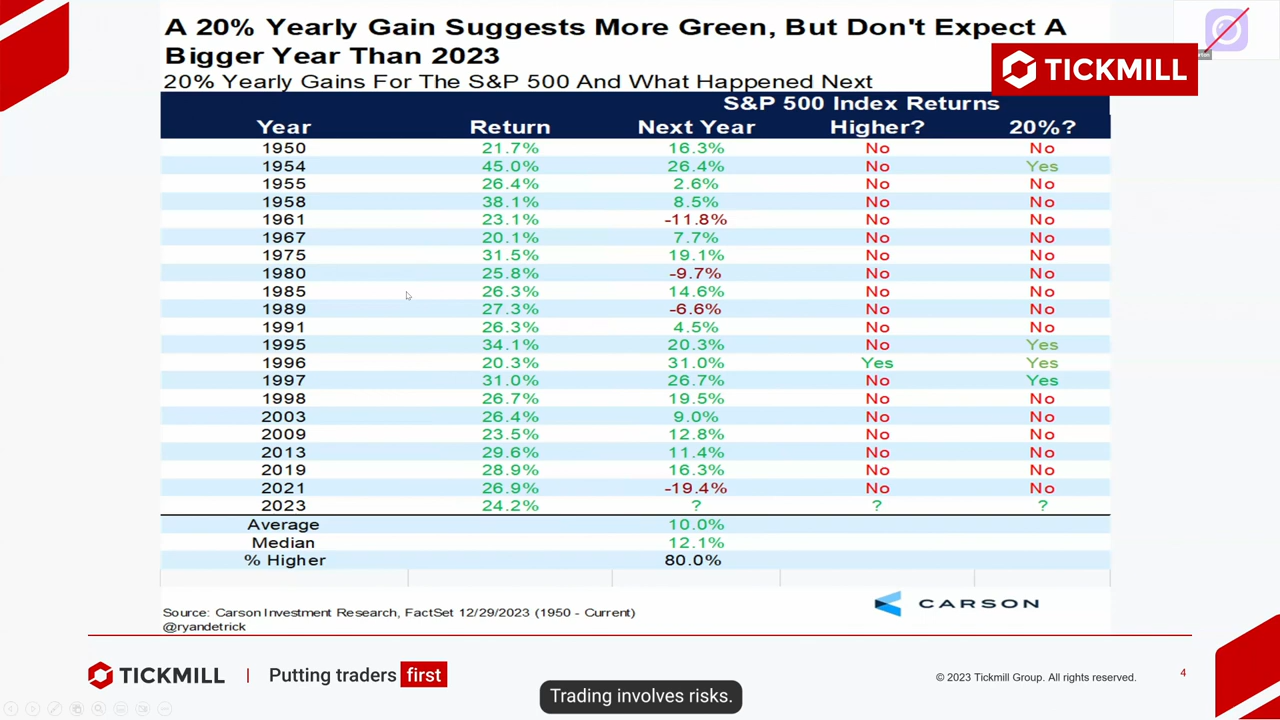 A 20% Yearly Gain Suggests More Green, But Don't Expect A
Bigger Year Than 2023
20% Yearly Gains For The S&P 500 And What Happened Next
TICKMILL
S&P 500 Index Returns
Year Return Next Year Higher? 20%?
1950 21.7% 16.3% No No
1954 45.0% 26.4% No Yes
1955 26.4% 2.6% No No
1958 38.1% 8.5% No No
1961 23.1% -11.8% No No
1967 20.1% 7.7% No No
1975 31.5% 19.1% No No
1980 25.8% -9.7% No No
1985 26.3% 14.6% No No
1989 27.3% -6.6% No No
1991 26.3% 4.5% No No
1995 34.1% 20.3% No Yes
1996 20.3% 31.0% Yes Yes
1997 31.0% 26.7% No Yes
1998 26.7% 19.5% No No
2003 26.4% 9.0% No No
2009 23.5% 12.8% No No
2013 29.6% 11.4% No No
2019 28.9% 16.3% No No
2021 26.9% -19.4% No No
2023 24.2% ? ? ?
Average 10.0%
Median 12.1%
% Higher 80.0%
Source: Carson Investment Research, FactSet 12/29/2023 (1950 - Current)
@ryandetrick
CARSON
TICKMILL | Putting traders first
© 2023 Tickmill Group. All rights reserved.
4
Trading involves risks.